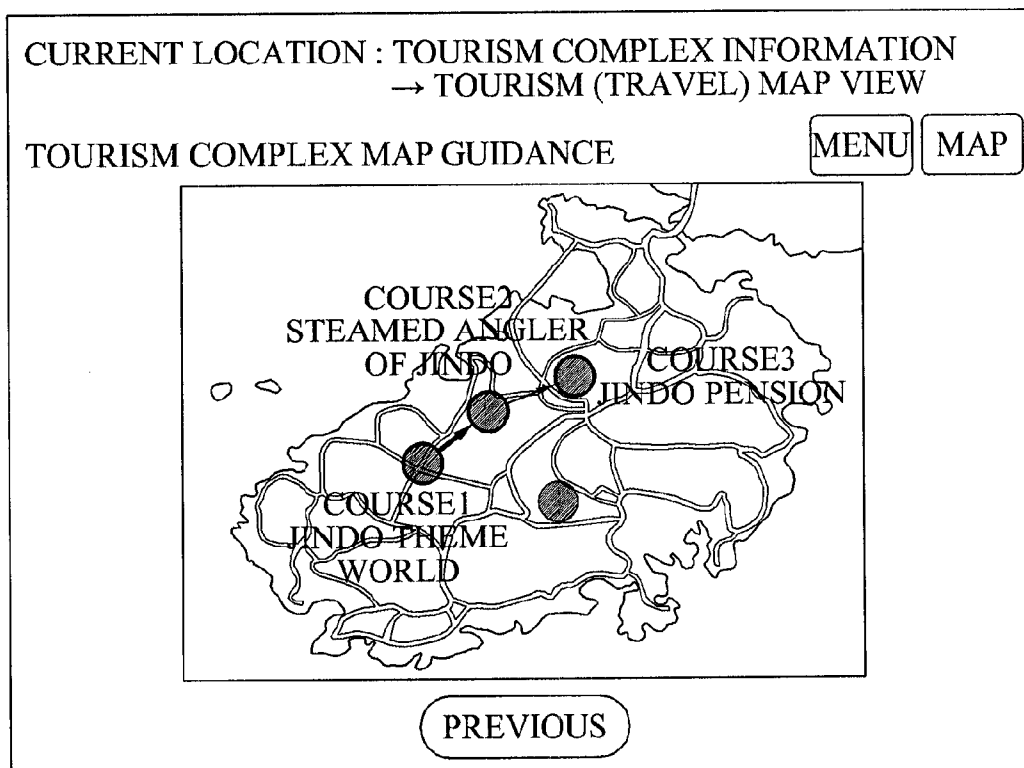 CURRENT LOCATION : TOURISM COMPLEX INFORMATION
→ TOURISM (TRAVEL) MAP VIEW
TOURISM COMPLEX MAP GUIDANCE
MENU
MAP
COURSE2
STEAMED ANGLER
OF JINDO
COURSE3
JINDO PENSION
COURSE1
JINDO THEME
WORLD
PREVIOUS